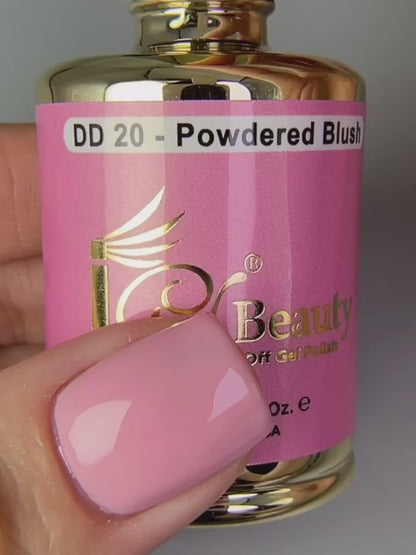 DD 20 - Powdered Blush
Beauty®
Off Gel Polish
Oz. e
A